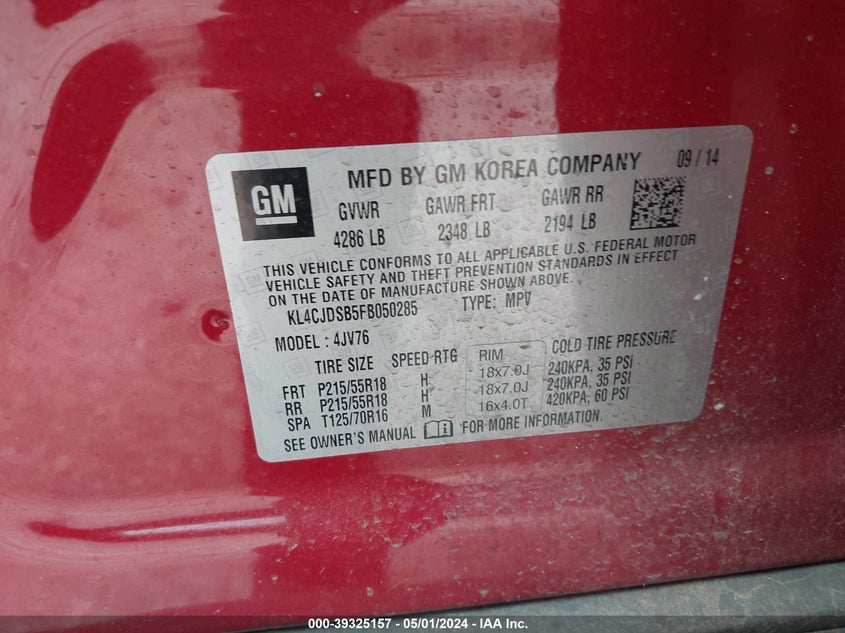 GM
MFD BY GM KOREA COMPANY 09/14
GVWR GAWR FRT GAWR RR
4286 LB 2348 LB 2194 LB
THIS VEHICLE CONFORMS TO ALL APPLICABLE U.S. FEDERAL MOTOR
VEHICLE SAFETY AND THEFT PREVENTION STANDARDS IN EFFECT
ON THE DATE OF MANUFACTURE SHOWN ABOVE.
KL4CJDSB5FB050285 TYPE: MPV
MODEL: 4JV76
TIRE SIZE SPEED RTG RIM COLD TIRE PRESSURE
FRT P215/55R18 H 18x7.0J 240KPA, 35 PSI
RR P215/55R18 H 18x7.0J 240KPA, 35 PSI
SPA T125/70R16 M 16x4.0T 420KPA, 60 PSI
SEE OWNER'S MANUAL FOR MORE INFORMATION.
000-39325157 - 05/01/2024 - IAA Inc.